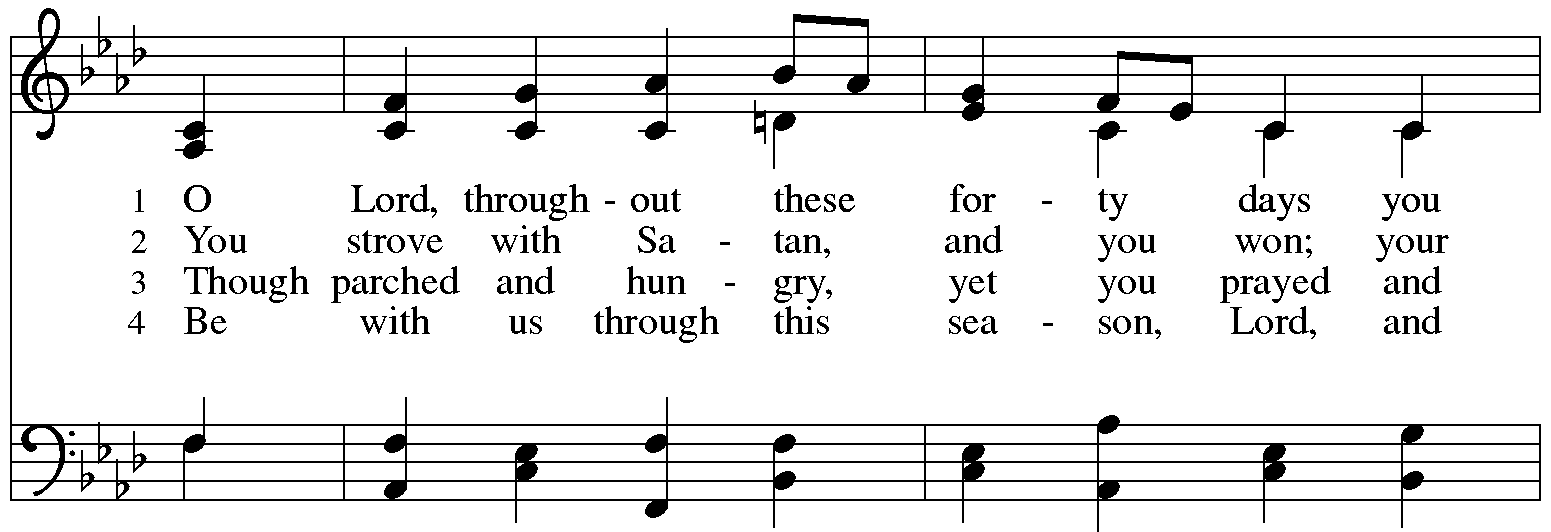 1 O Lord, through - out these for - ty days you
2 You strove with Sa - tan, and you won; your
3 Though parched and hun - gry, yet you prayed and
4 Be with us through this sea - son, Lord, and